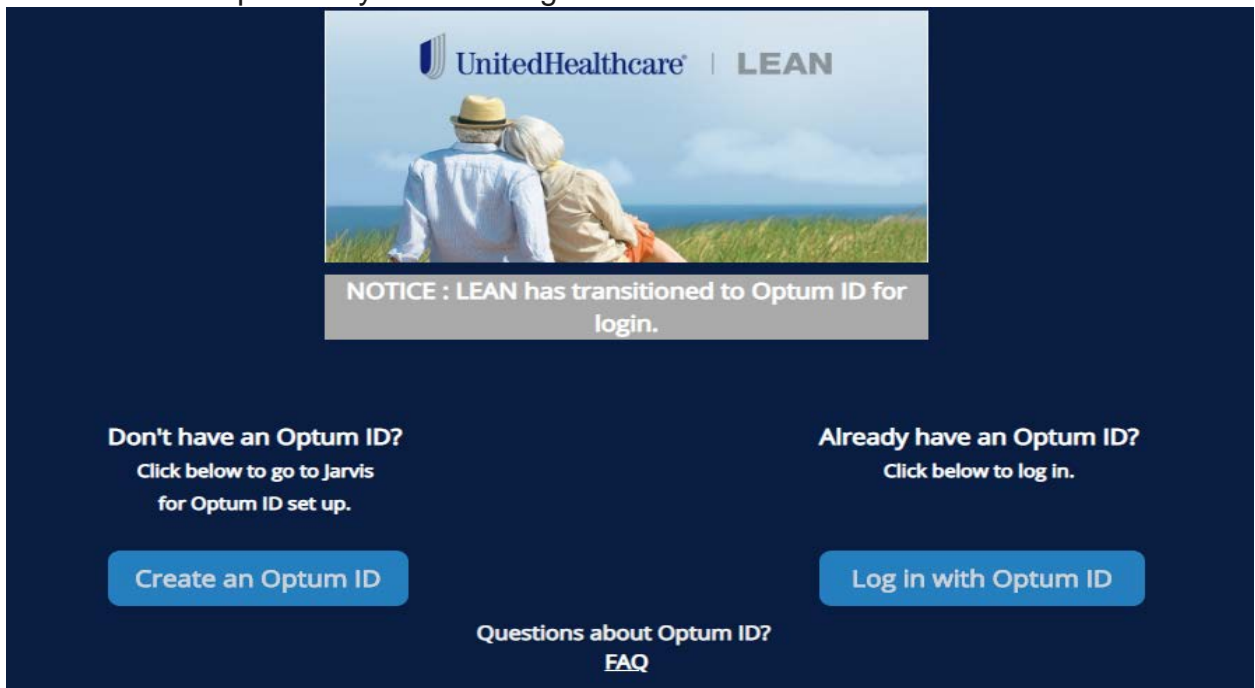 UnitedHealthcare® | LEAN
NOTICE : LEAN has transitioned to Optum ID for
login.
Don't have an Optum ID?
Click below to go to Jarvis
for Optum ID set up.
Create an Optum ID
Already have an Optum ID?
Click below to log in.
Log in with Optum ID
Questions about Optum ID?
FAQ